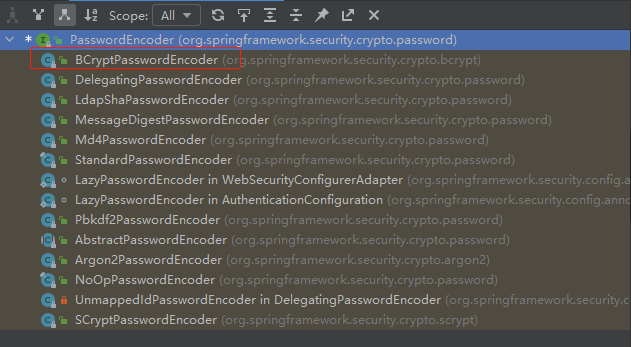 Scope: All
* PasswordEncoder (org.springframework.security.crypto.password)
BCryptPasswordEncoder (org.springframework.security.crypto.bcrypt)
DelegatingPasswordEncoder (org.springframework.security.crypto.password)
LdapShaPasswordEncoder (org.springframework.security.crypto.password)
MessageDigestPasswordEncoder (org.springframework.security.crypto.password)
Md4PasswordEncoder (org.springframework.security.crypto.password)
StandardPasswordEncoder (org.springframework.security.crypto.password)
LazyPasswordEncoder in WebSecurityConfigurerAdapter (org.springframework.security.config.a
LazyPasswordEncoder in AuthenticationConfiguration (org.springframework.security.config.anno
Pbkdf2PasswordEncoder (org.springframework.security.crypto.password)
AbstractPasswordEncoder (org.springframework.security.crypto.password)
Argon2PasswordEncoder (org.springframework.security.crypto.argon2)
NoOpPasswordEncoder (org.springframework.security.crypto.password)
UnmappedIdPasswordEncoder in DelegatingPasswordEncoder (org.springframework.security.c
SCryptPasswordEncoder (org.springframework.security.crypto.scrypt)